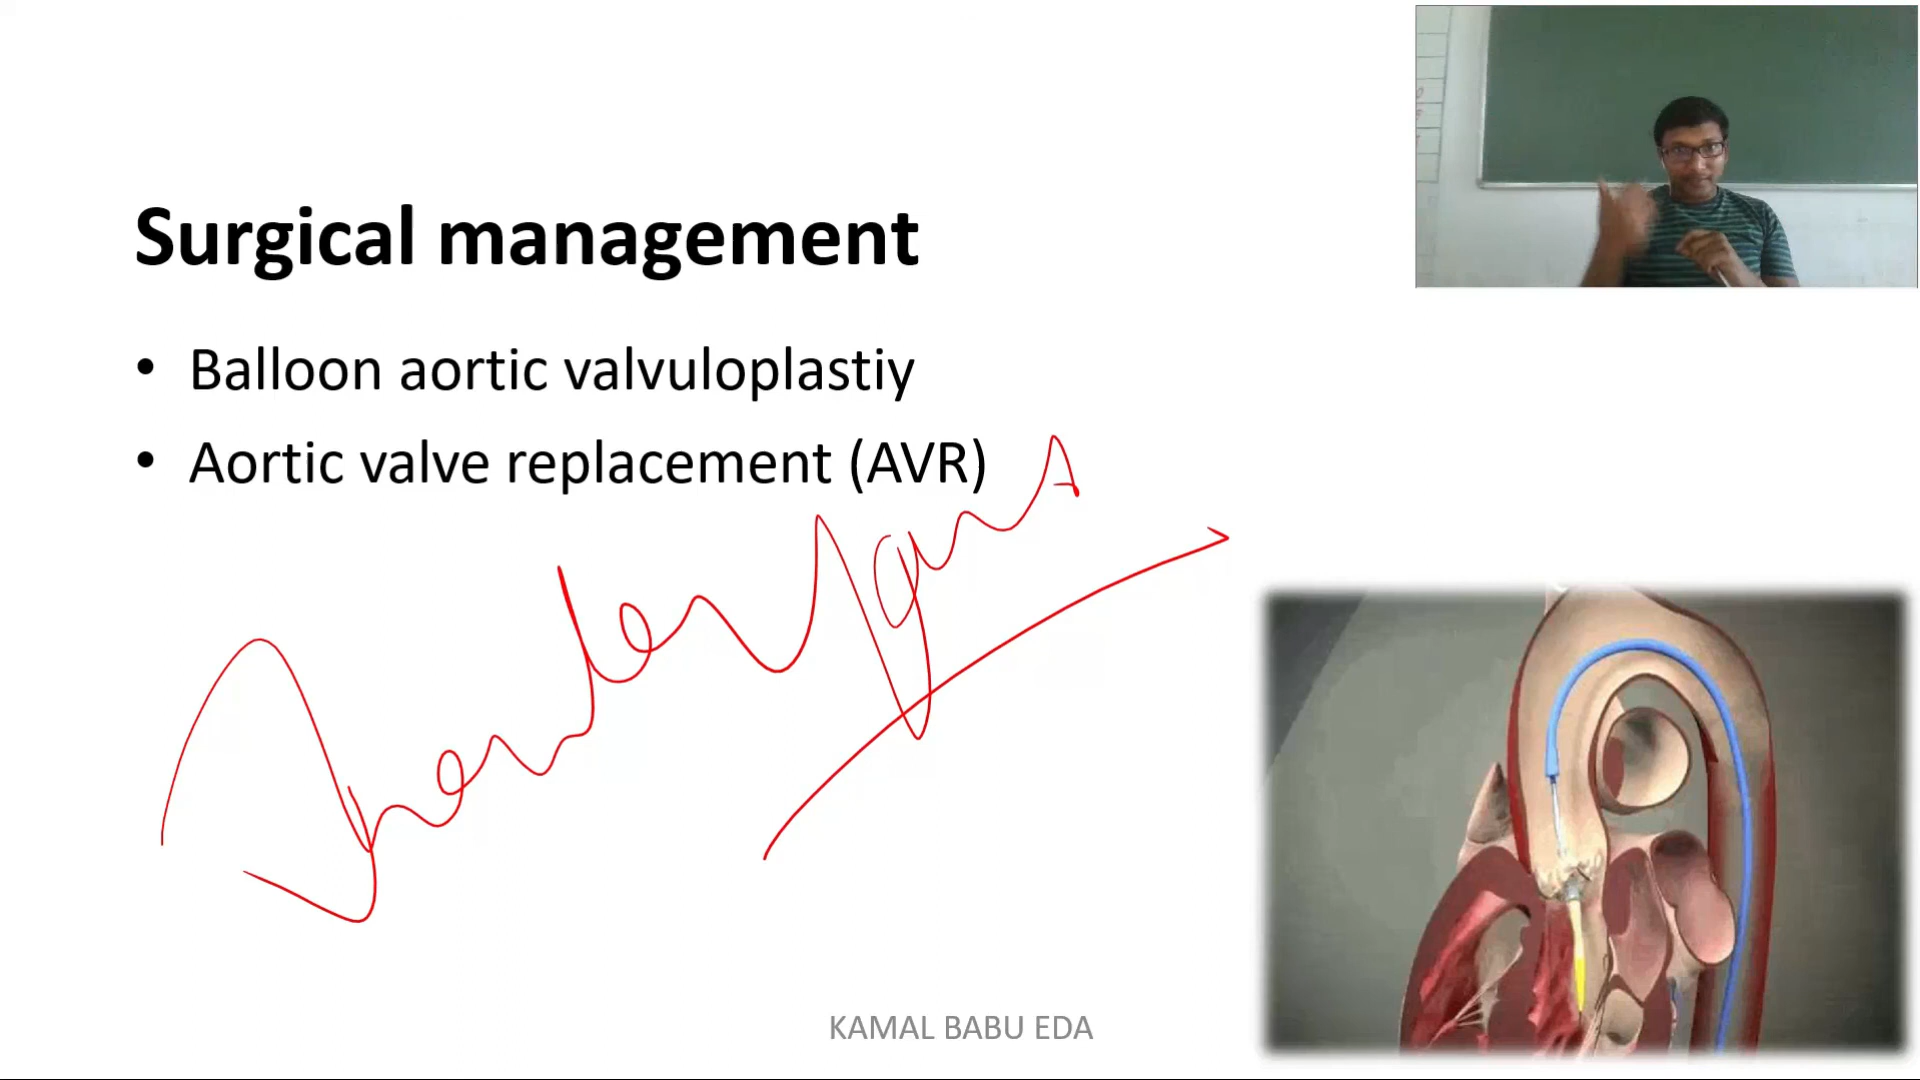 Surgical management
• Balloon aortic valvuloplastiy
• Aortic valve replacement (AVR)
KAMAL BABU EDA